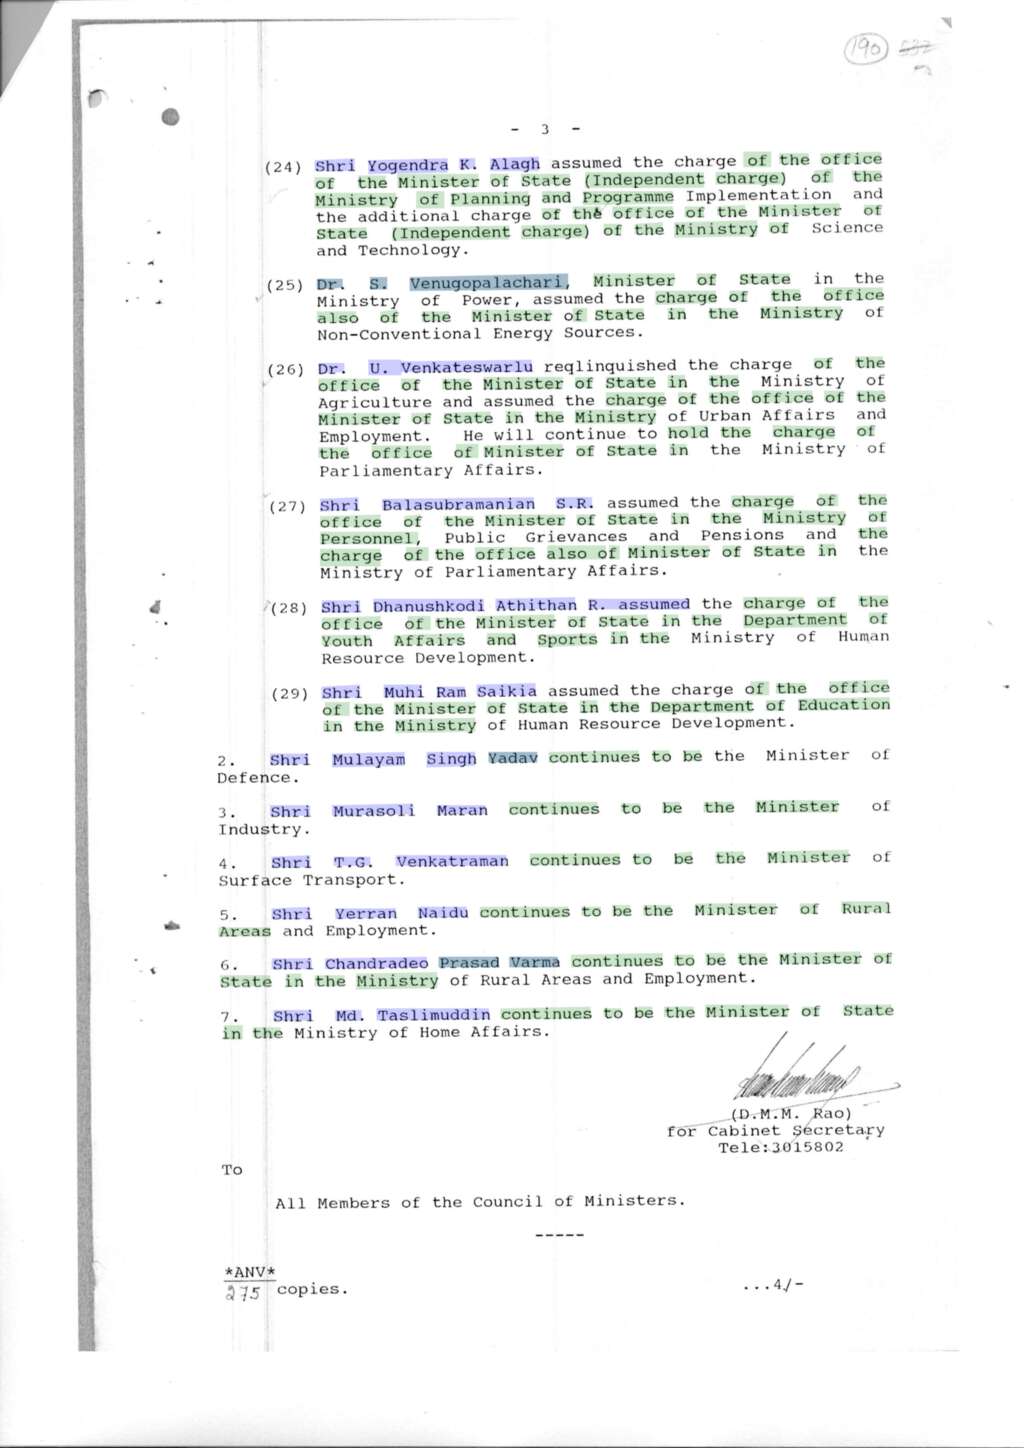 190 532
- 3 -
(24) Shri Yogendra K. Alagh assumed the charge of the office
of the Minister of State (Independent charge) of the
Ministry of Planning and Programme Implementation and
the additional charge of the office of the Minister of
State (Independent charge) of the Ministry of Science
and Technology.
(25) Dr. S. Venugopalachari, Minister of State in the
Ministry of Power, assumed the charge of the office
also of the Minister of State in the Ministry of
Non-Conventional Energy Sources.
(26) Dr. U. Venkateswarlu reqlinquished the charge of the
office of the Minister of State in the Ministry of
Agriculture and assumed the charge of the office of the
Minister of State in the Ministry of Urban Affairs and
Employment. He will continue to hold the charge of
the office of Minister of State in the Ministry of
Parliamentary Affairs.
(27) Shri Balasubramanian S.R. assumed the charge of the
office of the Minister of State in the Ministry of
Personnel, Public Grievances and Pensions and the
charge of the office also of Minister of State in the
Ministry of Parliamentary Affairs.
(28) Shri Dhanushkodi Athithan R. assumed the charge of the
office of the Minister of State in the Department of
Youth Affairs and Sports in the Ministry of Human
Resource Development.
(29) Shri Muhi Ram Saikia assumed the charge of the office
of the Minister of State in the Department of Education
in the Ministry of Human Resource Development.
2. Shri Mulayam Singh Yadav continues to be the Minister of
Defence.
3. Shri Murasoli Maran continues to be the Minister of
Industry.
4. Shri T.G. Venkatraman continues to be the Minister of
Surface Transport.
5. Shri Yerran Naidu continues to be the Minister of Rural
Areas and Employment.
6. Shri Chandradeo Prasad Varma continues to be the Minister of
State in the Ministry of Rural Areas and Employment.
7. Shri Md. Taslimuddin continues to be the Minister of State
in the Ministry of Home Affairs.
(D.M.M. Rao)
for Cabinet Secretary
Tele:3015802
To
All Members of the Council of Ministers.
-----
*ANV*
275 copies.
...4/-